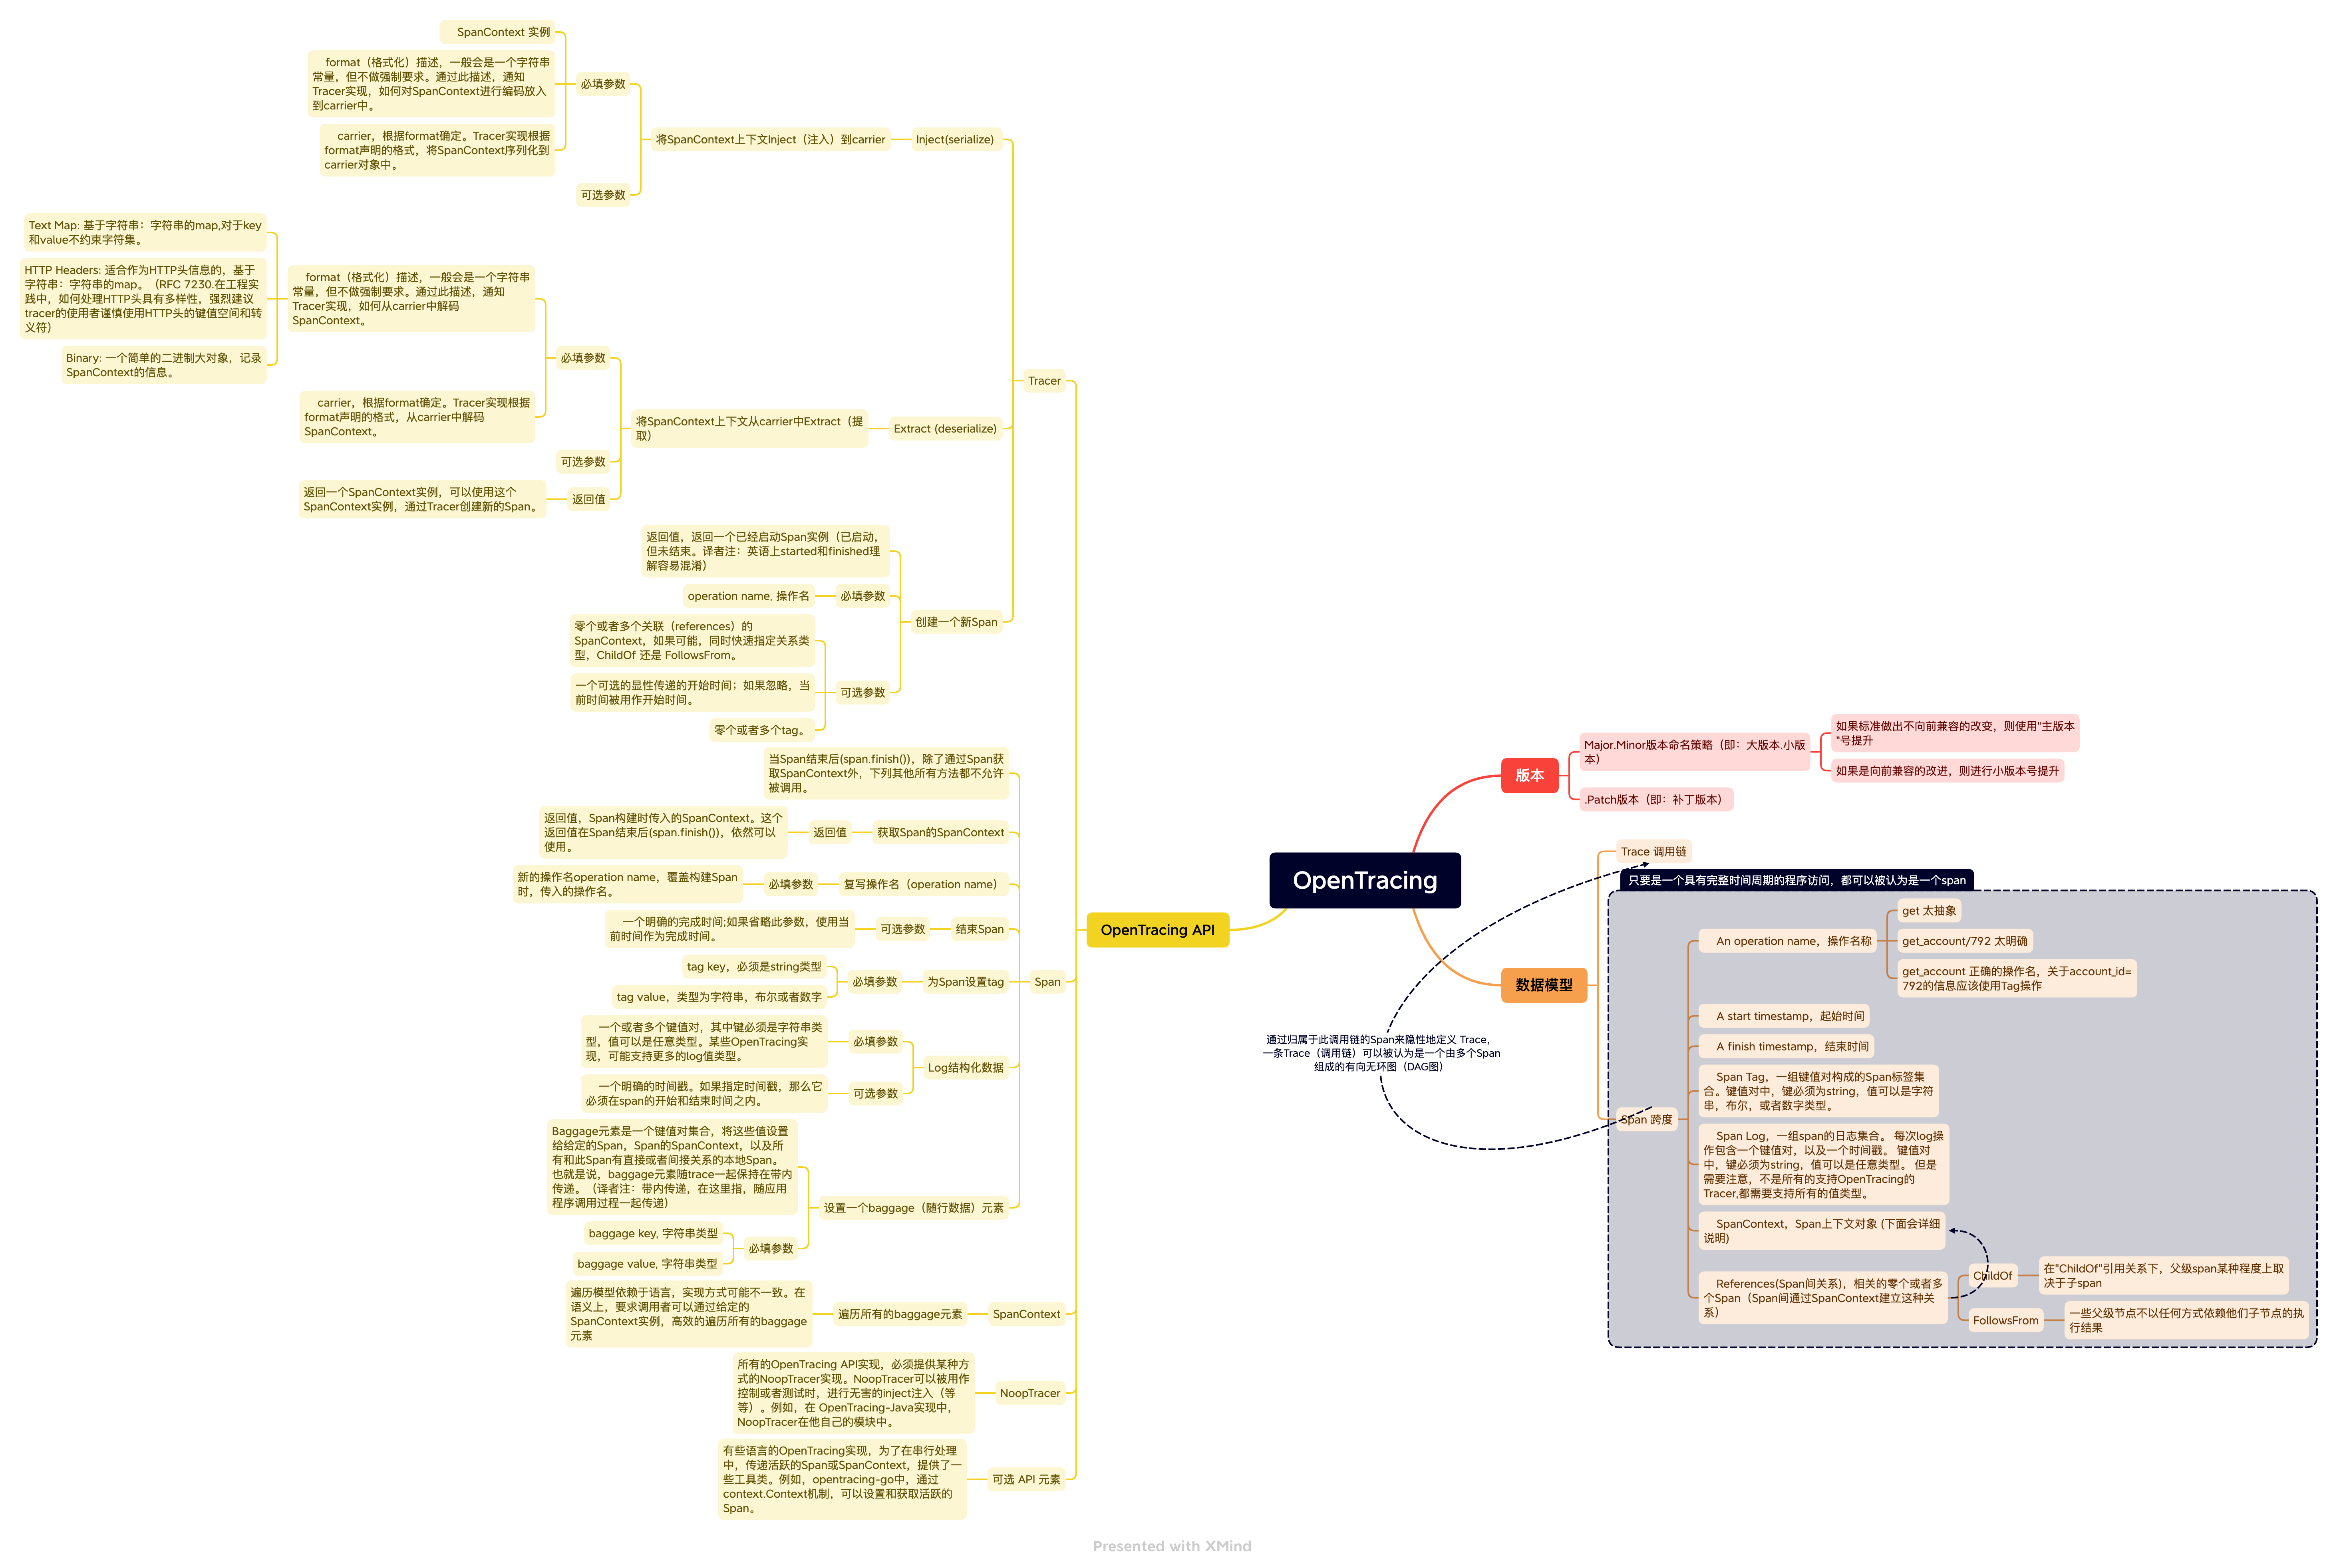 OpenTracing
版本
Major.Minor版本命名策略（即：大版本.小版
本）
如果标准做出不向前兼容的改变，则使用"主版本
"号提升
如果是向前兼容的改进，则进行小版本号提升
.Patch版本（即：补丁版本）
数据模型
Trace 调用链
只要是一个具有完整时间周期的程序访问，都可以被认为是一个span
Span 跨度
An operation name，操作名称
get 太抽象
get_account/792 太明确
get_account 正确的操作名，关于account_id=
792的信息应该使用Tag操作
A start timestamp，起始时间
A finish timestamp，结束时间
Span Tag，一组键值对构成的Span标签集
合。键值对中，键必须为string，值可以是字符
串，布尔，或者数字类型。
Span Log，一组span的日志集合。 每次log操
作包含一个键值对，以及一个时间戳。 键值对
中，键必须为string，值可以是任意类型。 但是
需要注意，不是所有的支持OpenTracing的
Tracer,都需要支持所有的值类型。
SpanContext，Span上下文对象 (下面会详细
说明)
References(Span间关系)，相关的零个或者多
个Span（Span间通过SpanContext建立这种关
系）
ChildOf
在"ChildOf"引用关系下，父级span某种程度上取
决于子span
FollowsFrom
一些父级节点不以任何方式依赖他们子节点的执
行结果
通过归属于此调用链的Span来隐性地定义 Trace，
一条Trace（调用链）可以被认为是一个由多个Span
组成的有向无环图（DAG图）
OpenTracing API
Tracer
Inject(serialize)
将SpanContext上下文Inject（注入）到carrier
必填参数
SpanContext 实例
format（格式化）描述，一般会是一个字符串
常量，但不做强制要求。通过此描述，通知
Tracer实现，如何对SpanContext进行编码放入
到carrier中。
carrier，根据format确定。Tracer实现根据
format声明的格式，将SpanContext序列化到
carrier对象中。
可选参数
Extract (deserialize)
将SpanContext上下文从carrier中Extract（提
取）
必填参数
format（格式化）描述，一般会是一个字符串
常量，但不做强制要求。通过此描述，通知
Tracer实现，如何从carrier中解码
SpanContext。
Text Map: 基于字符串：字符串的map,对于key
和value不约束字符集。
HTTP Headers: 适合作为HTTP头信息的，基于
字符串：字符串的map。（RFC 7230.在工程实
践中，如何处理HTTP头具有多样性，强烈建议
tracer的使用者谨慎使用HTTP头的键值空间和转
义符）
Binary: 一个简单的二进制大对象，记录
SpanContext的信息。
carrier，根据format确定。Tracer实现根据
format声明的格式，从carrier中解码
SpanContext。
可选参数
返回值
返回一个SpanContext实例，可以使用这个
SpanContext实例，通过Tracer创建新的Span。
创建一个新Span
返回值，返回一个已经启动Span实例（已启动，
但未结束。译者注：英语上started和finished理
解容易混淆）
必填参数
operation name, 操作名
可选参数
零个或者多个关联（references）的
SpanContext，如果可能，同时快速指定关系类
型，ChildOf 还是 FollowsFrom。
一个可选的显性传递的开始时间；如果忽略，当
前时间被用作开始时间。
零个或者多个tag。
Span
当Span结束后(span.finish())，除了通过Span获
取SpanContext外，下列其他所有方法都不允许
被调用。
获取Span的SpanContext
返回值
返回值，Span构建时传入的SpanContext。这个
返回值在Span结束后(span.finish())，依然可以
使用。
复写操作名（operation name）
必填参数
新的操作名operation name，覆盖构建Span
时，传入的操作名。
结束Span
可选参数
一个明确的完成时间;如果省略此参数，使用当
前时间作为完成时间。
为Span设置tag
必填参数
tag key，必须是string类型
tag value，类型为字符串，布尔或者数字
Log结构化数据
必填参数
一个或者多个键值对，其中键必须是字符串类
型，值可以是任意类型。某些OpenTracing实
现，可能支持更多的log值类型。
可选参数
一个明确的时间戳。如果指定时间戳，那么它
必须在span的开始和结束时间之内。
设置一个baggage（随行数据）元素
Baggage元素是一个键值对集合，将这些值设置
给给定的Span，Span的SpanContext，以及所
有和此Span有直接或者间接关系的本地Span。
也就是说，baggage元素随trace一起保持在带内
传递。（译者注：带内传递，在这里指，随应用
程序调用过程一起传递）
必填参数
baggage key, 字符串类型
baggage value, 字符串类型
SpanContext
遍历所有的baggage元素
遍历模型依赖于语言，实现方式可能不一致。在
语义上，要求调用者可以通过给定的
SpanContext实例，高效的遍历所有的baggage
元素
NoopTracer
所有的OpenTracing API实现，必须提供某种方
式的NoopTracer实现。NoopTracer可以被用作
控制或者测试时，进行无害的inject注入（等
等）。例如，在 OpenTracing-Java实现中，
NoopTracer在他自己的模块中。
可选 API 元素
有些语言的OpenTracing实现，为了在串行处理
中，传递活跃的Span或SpanContext，提供了一
些工具类。例如，opentracing-go中，通过
context.Context机制，可以设置和获取活跃的
Span。
Presented with XMind